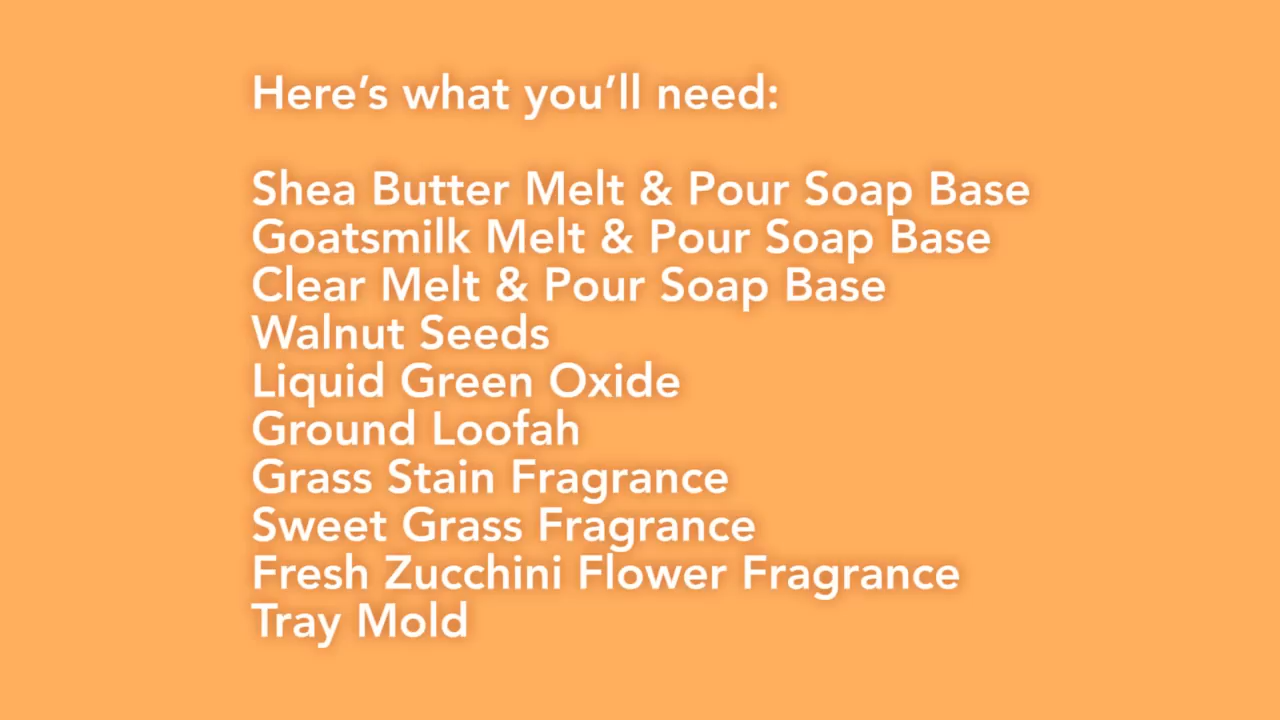 Here’s what you’ll need:
Shea Butter Melt & Pour Soap Base
Goatsmilk Melt & Pour Soap Base
Clear Melt & Pour Soap Base
Walnut Seeds
Liquid Green Oxide
Ground Loofah
Grass Stain Fragrance
Sweet Grass Fragrance
Fresh Zucchini Flower Fragrance
Tray Mold